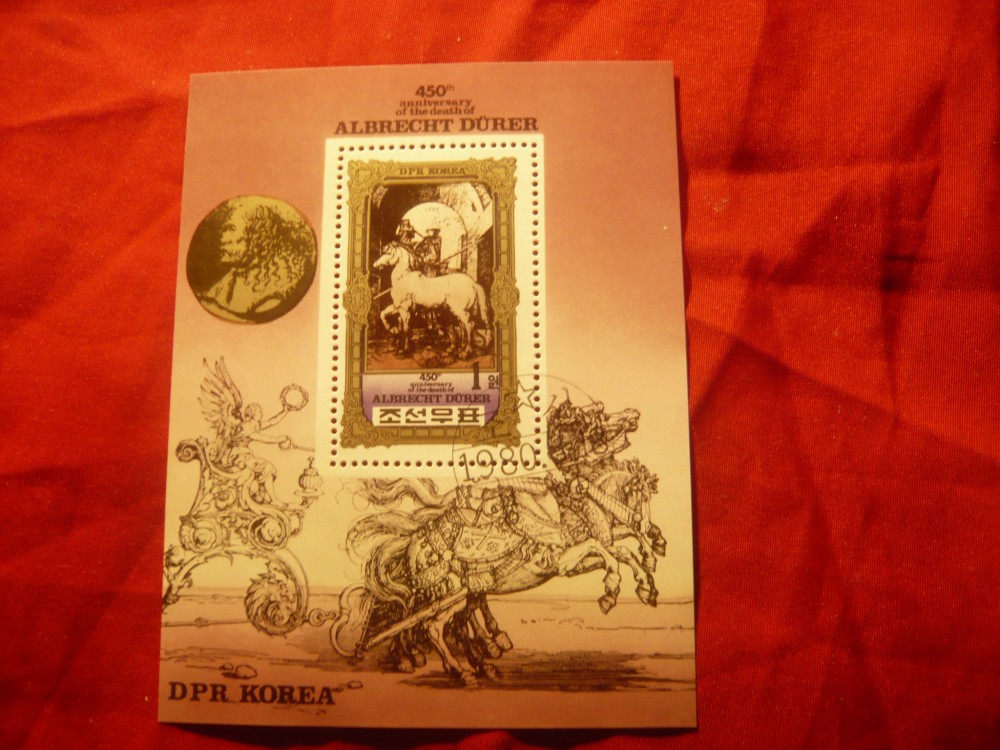 450th
anniversary
of the death of
ALBRECHT DÜRER
DPR KOREA
450th
anniversary
of the death of
1 원
ALBRECHT DÜRER
조선우표
1980
DPR KOREA